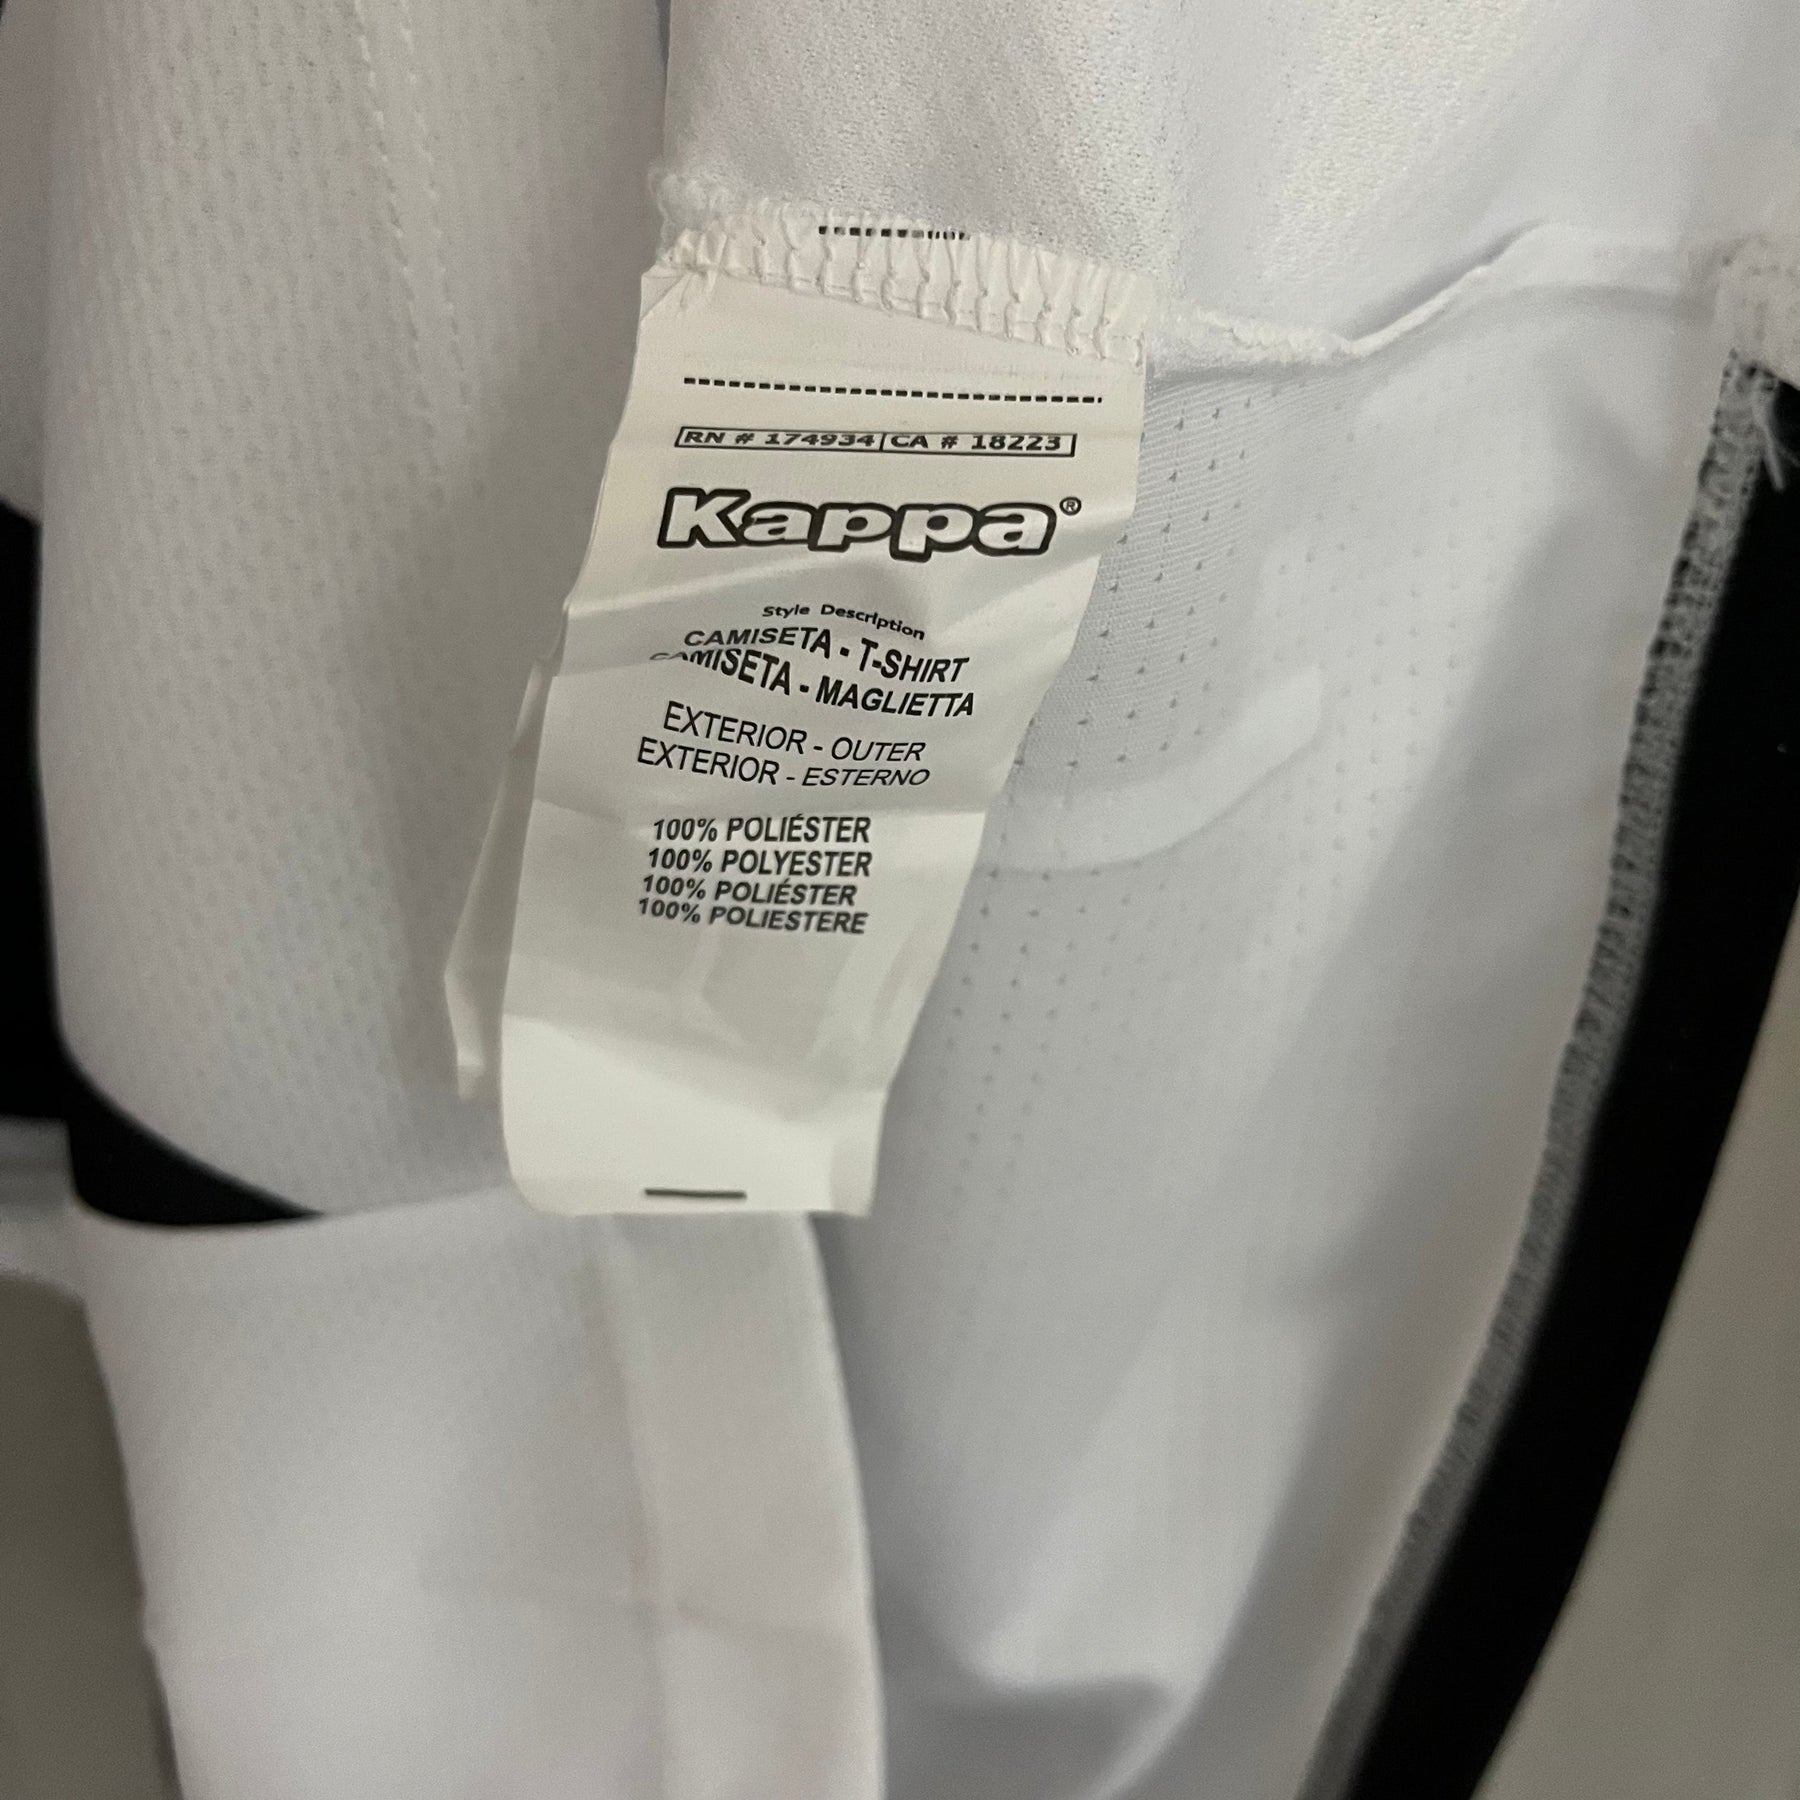 RN # 174934 | CA # 18223
Kappa®
Style Description
CAMISETA - T-SHIRT
CAMISETA - MAGLIETTA
EXTERIOR - OUTER
EXTERIOR - ESTERNO
100% POLIÉSTER
100% POLYESTER
100% POLIÉSTER
100% POLIESTERE